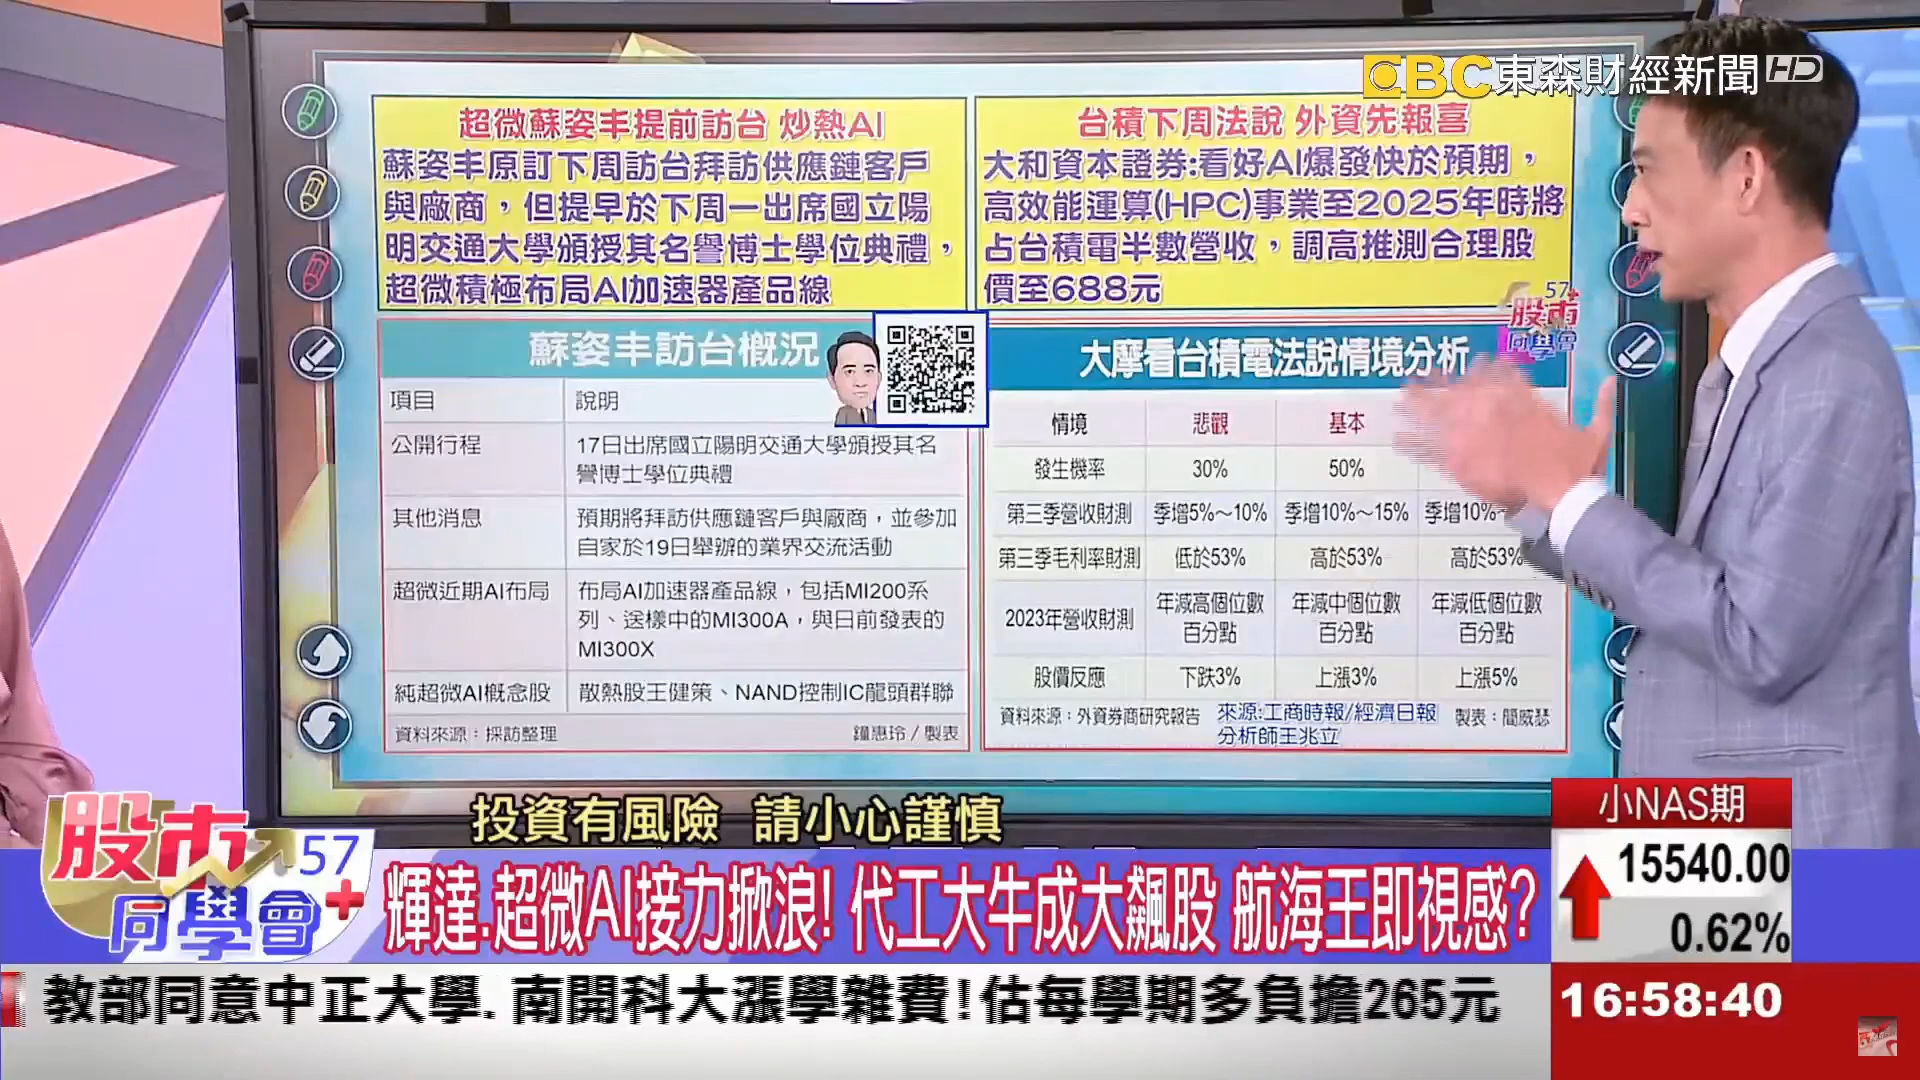 EBC東森財經新聞HD
超微蘇姿丰提前訪台 炒熱AI
蘇姿丰原訂下周訪台拜訪供應鏈客戶
與廠商，但提早於下周一出席國立陽
明交通大學頒授其名譽博士學位典禮，
超微積極布局AI加速器產品線
台積下周法說 外資先報喜
大和資本證券:看好AI爆發快於預期，
高效能運算(HPC)事業至2025年時將
占台積電半數營收，調高推測合理股
價至688元
57
股市
同學會
蘇姿丰訪台概況
項目 說明
公開行程 17日出席國立陽明交通大學頒授其名
譽博士學位典禮
其他消息 預期將拜訪供應鏈客戶與廠商，並參加
自家於19日舉辦的業界交流活動
超微近期AI布局 布局AI加速器產品線，包括MI200系
列、送樣中的MI300A，與日前發表的
MI300X
純超微AI概念股 散熱股王健策、NAND控制IC龍頭群聯
資料來源：採訪整理 鐘惠玲／製表
大摩看台積電法說情境分析
情境 悲觀 基本
發生機率 30% 50%
第三季營收財測 季增5%～10% 季增10%～15% 季增10%
第三季毛利率財測 低於53% 高於53% 高於53%
2023年營收財測 年減高個位數百分點 年減中個位數百分點 年減低個位數百分點
股價反應 下跌3% 上漲3% 上漲5%
資料來源：外資券商研究報告 來源:工商時報/經濟日報 製表：簡威瑟
分析師王兆立
投資有風險 請小心謹慎
股市57
同學會+
輝達.超微AI接力掀浪! 代工大牛成大飆股 航海王即視感?
小NAS期
15540.00
0.62%
教部同意中正大學.南開科大漲學雜費!估每學期多負擔265元
16:58:40